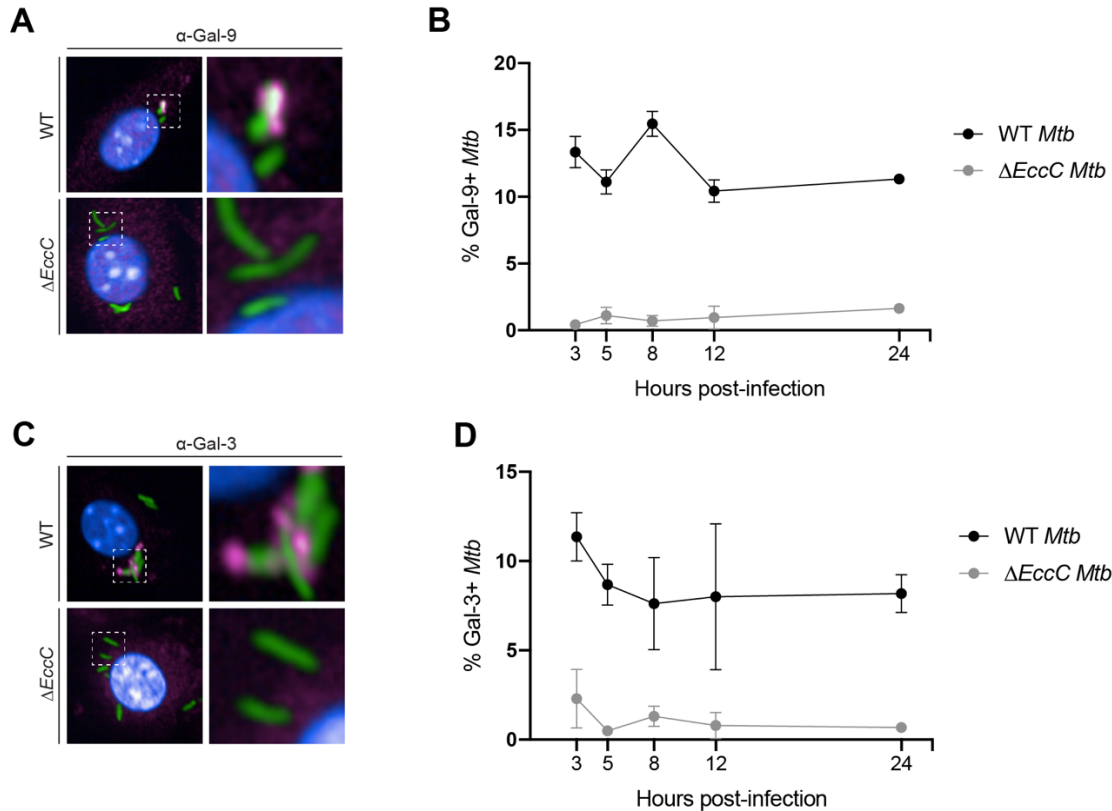 A
α-Gal-9
WT
ΔEccC
B
% Gal-9+ Mtb
20
15
10
5
0
3 5 8 12 24
Hours post-infection
WT Mtb
ΔEccC Mtb
C
α-Gal-3
WT
ΔEccC
D
% Gal-3+ Mtb
15
10
5
0
3 5 8 12 24
Hours post-infection
WT Mtb
ΔEccC Mtb